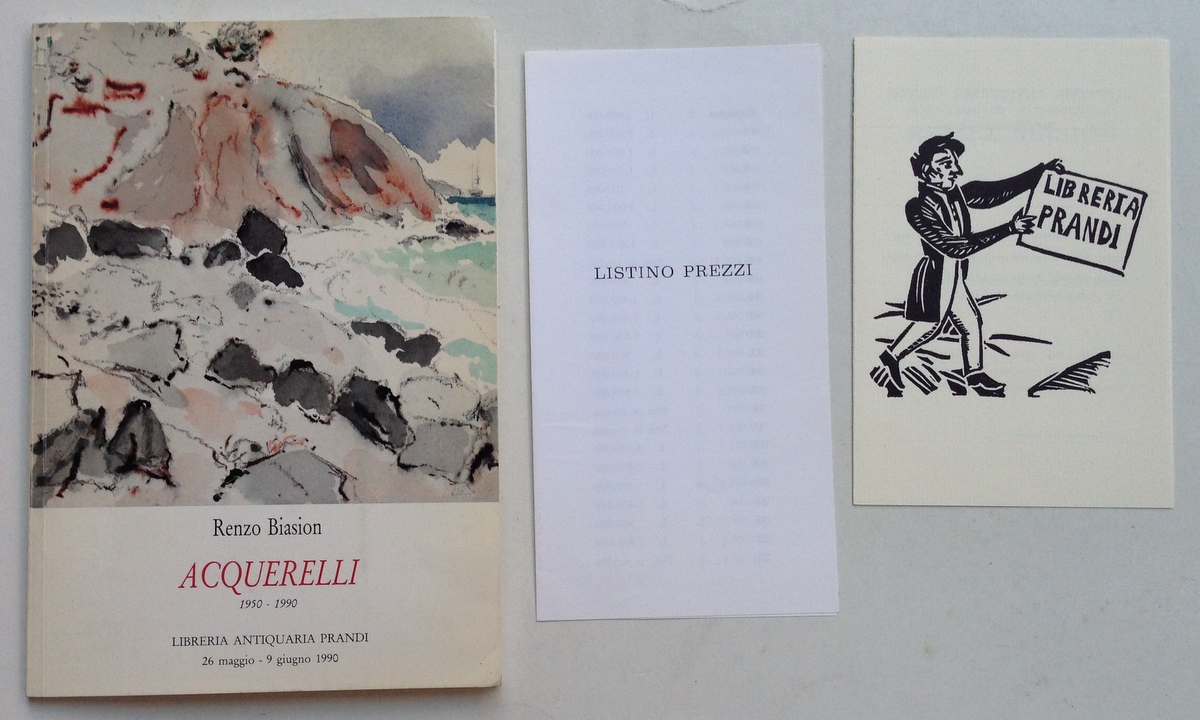 Renzo Biasion
ACQUERELLI
1950 - 1990
LIBRERIA ANTIQUARIA PRANDI
26 maggio - 9 giugno 1990
LISTINO PREZZI
LIBRERIA
PRANDI